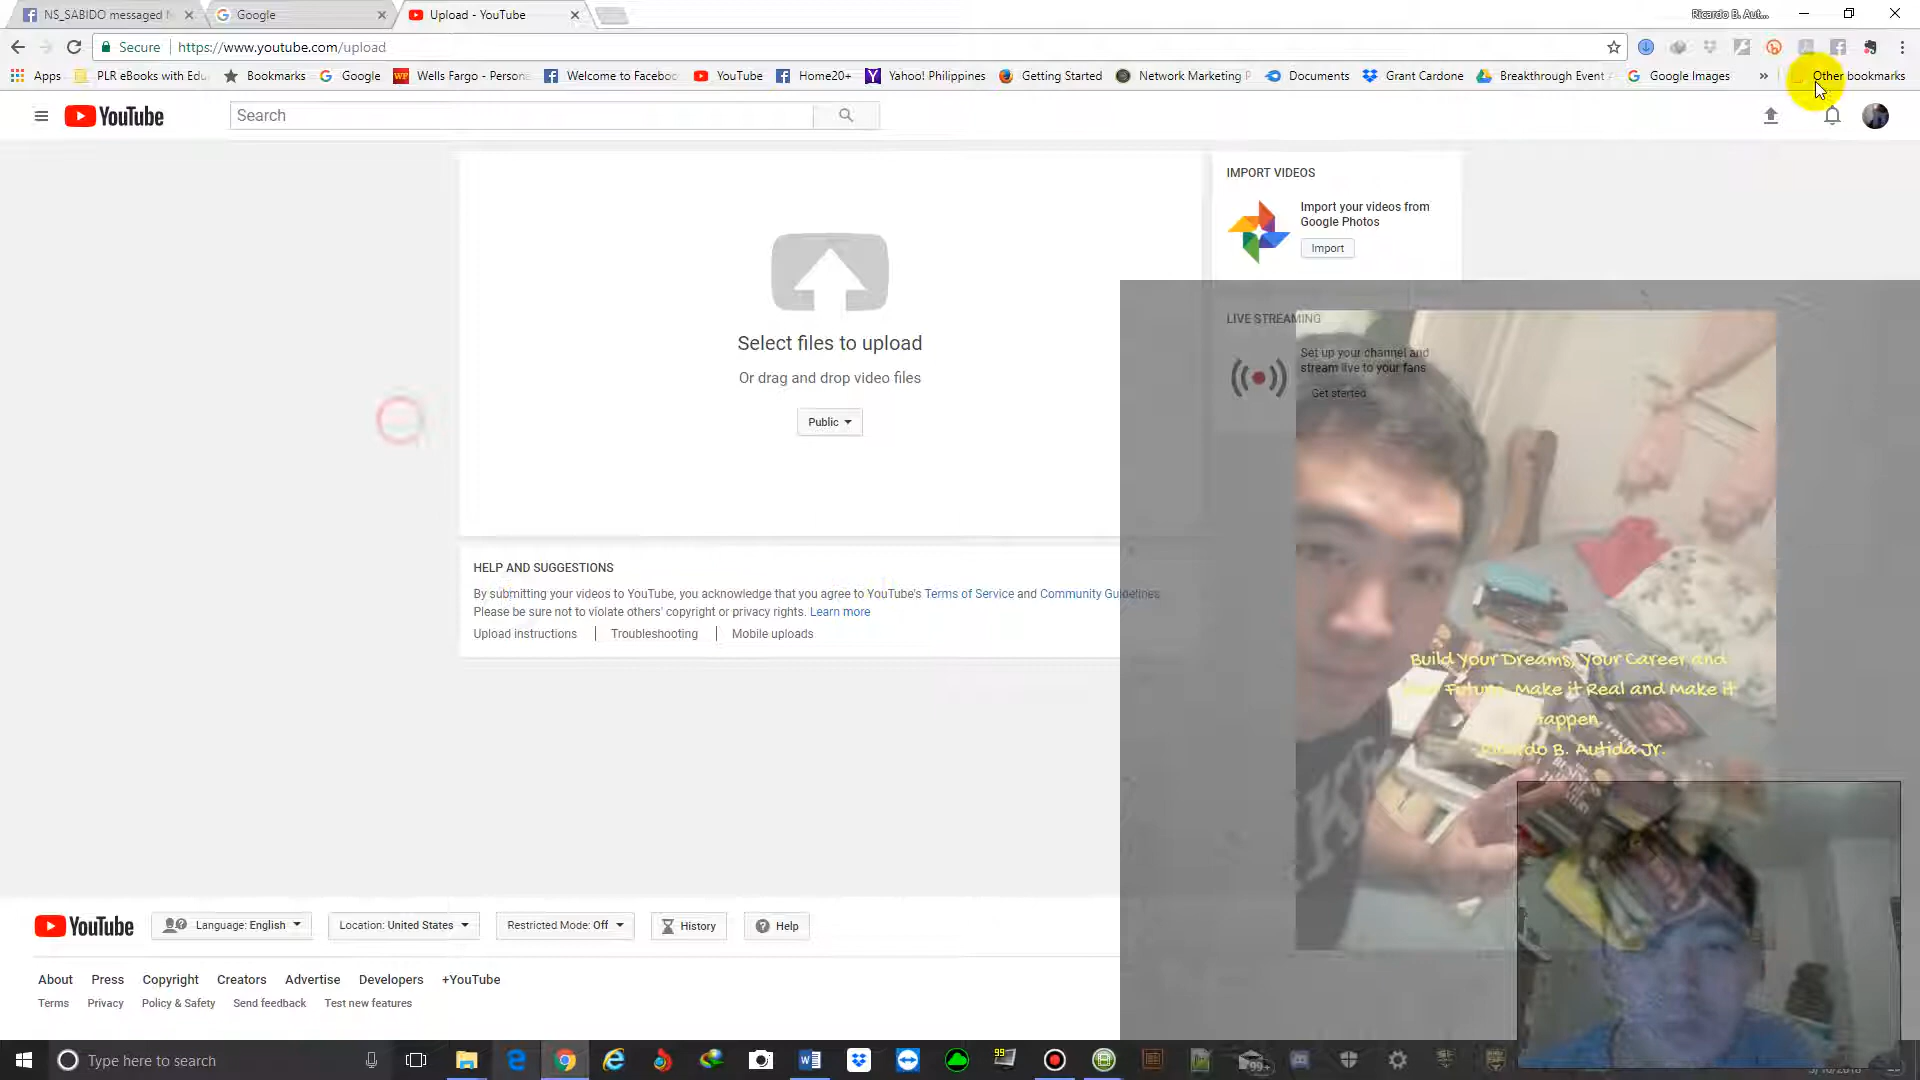 NS_SABIDO messaged
Google
Upload - YouTube
Ricardo B. Aut...
Secure
https://www.youtube.com/upload
Apps
PLR eBooks with Edu
Bookmarks
Google
Wells Fargo - Persona
Welcome to Faceboo
YouTube
Home20+
Yahoo! Philippines
Getting Started
Network Marketing P
Documents
Grant Cardone
Breakthrough Event
Google Images
»
Other bookmarks
YouTube
Search
IMPORT VIDEOS
Import your videos from
Google Photos
Import
Select files to upload
Or drag and drop video files
Public
LIVE STREAMING
Set up your channel and
stream live to your fans
Get started
HELP AND SUGGESTIONS
By submitting your videos to YouTube, you acknowledge that you agree to YouTube's Terms of Service and Community Guidelines.
Please be sure not to violate others' copyright or privacy rights. Learn more
Upload instructions
Troubleshooting
Mobile uploads
Build Your Dreams, Your Career and
Your Future. Make it Real and Make it
Happen.
Ricardo B. Autida Jr.
YouTube
Language: English
Location: United States
Restricted Mode: Off
History
Help
About
Press
Copyright
Creators
Advertise
Developers
+YouTube
Terms
Privacy
Policy & Safety
Send feedback
Test new features
Type here to search
99
99+